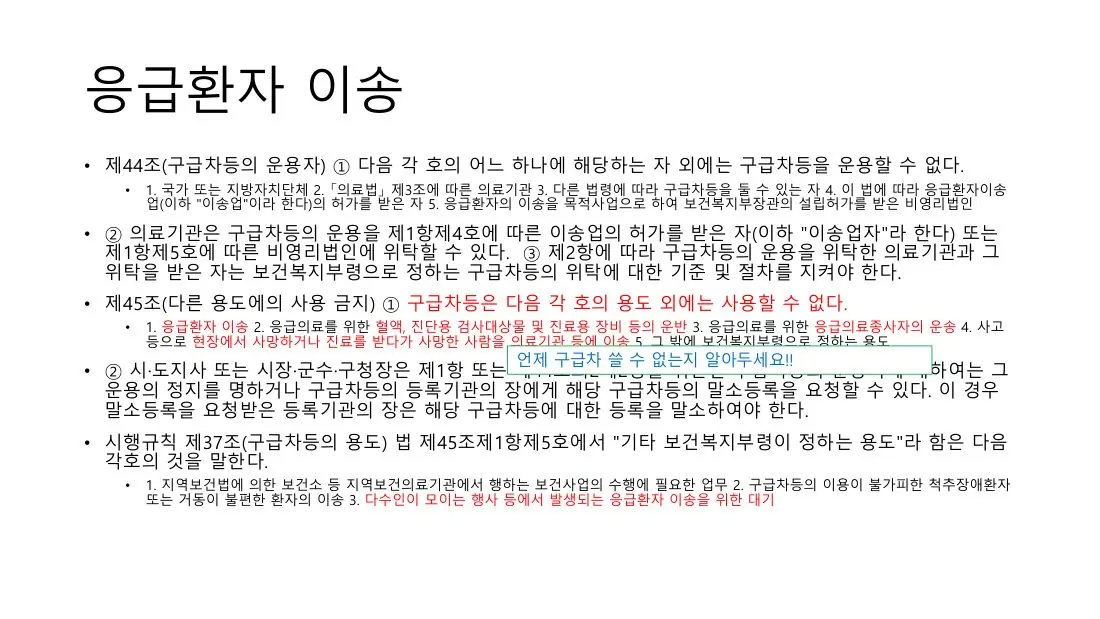 응급환자 이송
• 제44조(구급차등의 운용자) ① 다음 각 호의 어느 하나에 해당하는 자 외에는 구급차등을 운용할 수 없다.
• 1. 국가 또는 지방자치단체 2.「의료법」제3조에 따른 의료기관 3. 다른 법령에 따라 구급차등을 둘 수 있는 자 4. 이 법에 따라 응급환자이송
업(이하 "이송업"이라 한다)의 허가를 받은 자 5. 응급환자의 이송을 목적사업으로 하여 보건복지부장관의 설립허가를 받은 비영리법인
• ② 의료기관은 구급차등의 운용을 제1항제4호에 따른 이송업의 허가를 받은 자(이하 "이송업자"라 한다) 또는
제1항제5호에 따른 비영리법인에 위탁할 수 있다. ③ 제2항에 따라 구급차등의 운용을 위탁한 의료기관과 그
위탁을 받은 자는 보건복지부령으로 정하는 구급차등의 위탁에 대한 기준 및 절차를 지켜야 한다.
• 제45조(다른 용도에의 사용 금지) ① 구급차등은 다음 각 호의 용도 외에는 사용할 수 없다.
• 1. 응급환자 이송 2. 응급의료를 위한 혈액, 진단용 검사대상물 및 진료용 장비 등의 운반 3. 응급의료를 위한 응급의료종사자의 운송 4. 사고
등으로 현장에서 사망하거나 진료를 받다가 사망한 사람을 의료기관 등에 이송 5. 그 밖에 보건복지부령으로 정하는 용도
언제 구급차 쓸 수 없는지 알아두세요!!
• ② 시·도지사 또는 시장·군수·구청장은 제1항 또는 하여는 그
운용의 정지를 명하거나 구급차등의 등록기관의 장에게 해당 구급차등의 말소등록을 요청할 수 있다. 이 경우
말소등록을 요청받은 등록기관의 장은 해당 구급차등에 대한 등록을 말소하여야 한다.
• 시행규칙 제37조(구급차등의 용도) 법 제45조제1항제5호에서 "기타 보건복지부령이 정하는 용도"라 함은 다음
각호의 것을 말한다.
• 1. 지역보건법에 의한 보건소 등 지역보건의료기관에서 행하는 보건사업의 수행에 필요한 업무 2. 구급차등의 이용이 불가피한 척추장애환자
또는 거동이 불편한 환자의 이송 3. 다수인이 모이는 행사 등에서 발생되는 응급환자 이송을 위한 대기